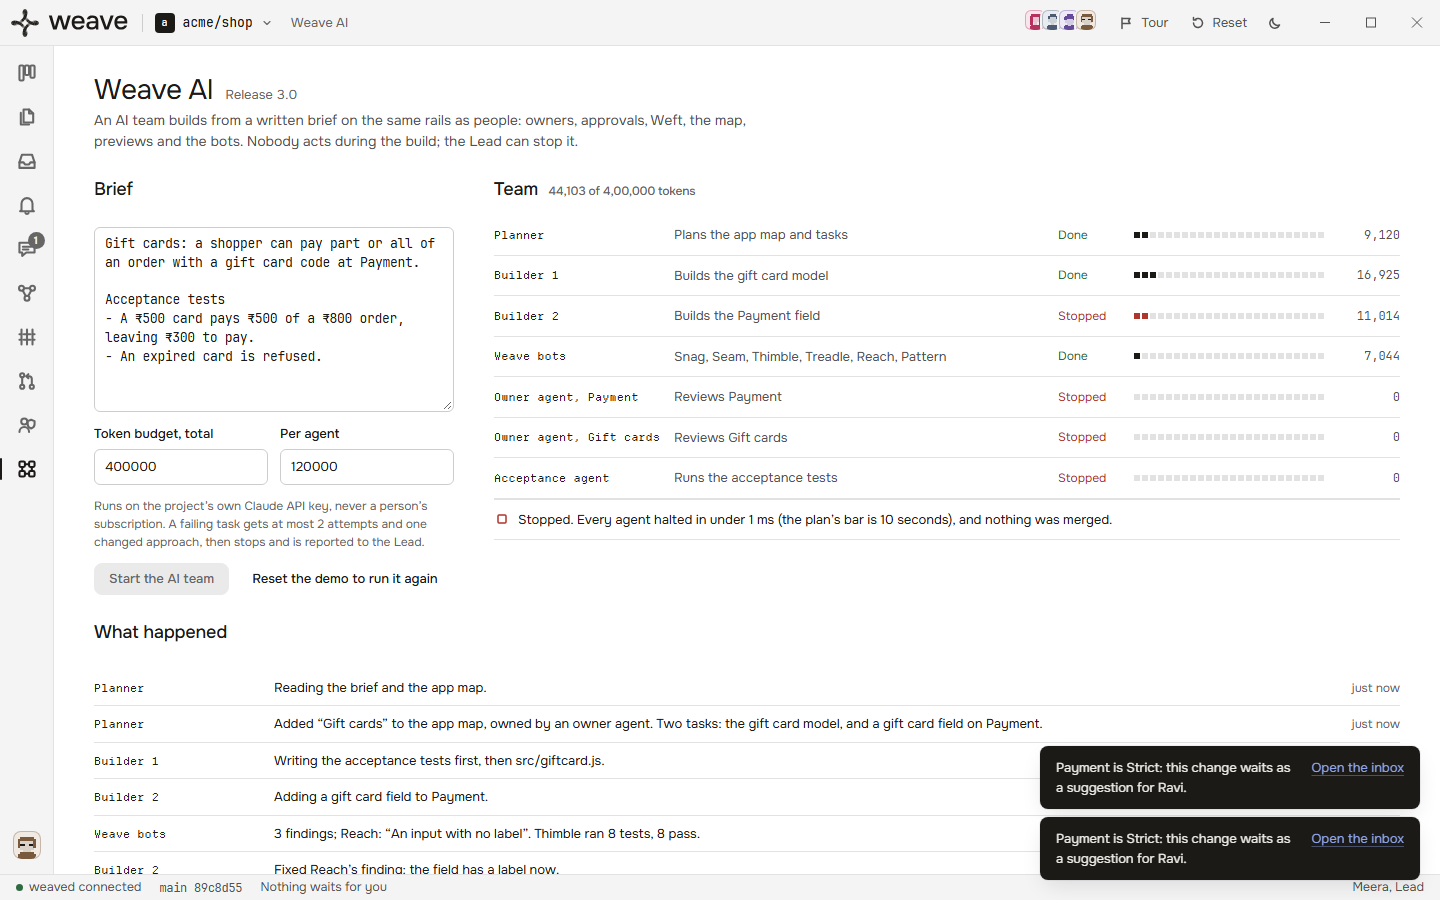 weave
a acme/shop
Weave AI
Tour
Reset
Weave AI Release 3.0
An AI team builds from a written brief on the same rails as people: owners, approvals, Weft, the map,
previews and the bots. Nobody acts during the build; the Lead can stop it.
Brief
Gift cards: a shopper can pay part or all of
an order with a gift card code at Payment.
Acceptance tests
- A ₹500 card pays ₹500 of a ₹800 order,
leaving ₹300 to pay.
- An expired card is refused.
Token budget, total
Per agent
400000
120000
Runs on the project's own Claude API key, never a person's
subscription. A failing task gets at most 2 attempts and one
changed approach, then stops and is reported to the Lead.
Start the AI team
Reset the demo to run it again
Team 44,103 of 4,00,000 tokens
Planner Plans the app map and tasks Done 9,120
Builder 1 Builds the gift card model Done 16,925
Builder 2 Builds the Payment field Stopped 11,014
Weave bots Snag, Seam, Thimble, Treadle, Reach, Pattern Done 7,044
Owner agent, Payment Reviews Payment Stopped 0
Owner agent, Gift cards Reviews Gift cards Stopped 0
Acceptance agent Runs the acceptance tests Stopped 0
Stopped. Every agent halted in under 1 ms (the plan's bar is 10 seconds), and nothing was merged.
What happened
Planner Reading the brief and the app map. just now
Planner Added “Gift cards” to the app map, owned by an owner agent. Two tasks: the gift card model, and a gift card field on Payment. just now
Builder 1 Writing the acceptance tests first, then src/giftcard.js.
Builder 2 Adding a gift card field to Payment.
Weave bots 3 findings; Reach: “An input with no label”. Thimble ran 8 tests, 8 pass.
Builder 2 Fixed Reach's finding: the field has a label now.
Payment is Strict: this change waits as
a suggestion for Ravi.
Open the inbox
Payment is Strict: this change waits as
a suggestion for Ravi.
Open the inbox
1
weaved connected
main 89c8d55
Nothing waits for you
Meera, Lead